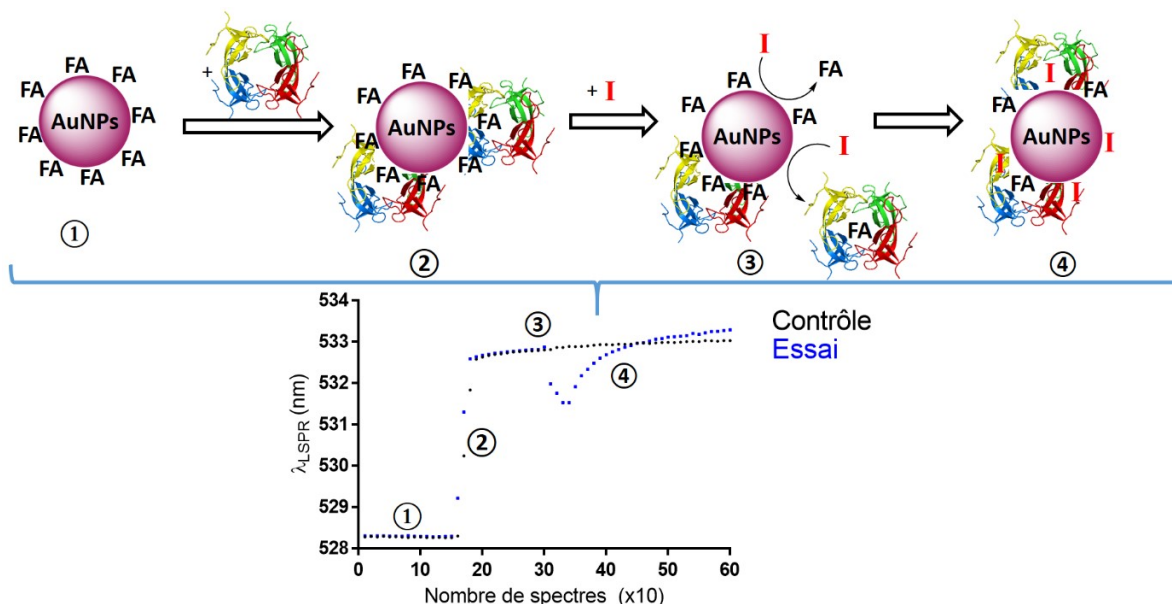 FA FA FA FA FA FA FA FA
AuNPs
+
①
FA FA FA FA FA FA FA
AuNPs
②
+ I
I
FA
FA FA FA FA FA FA
AuNPs
I
FA
③
I FA
AuNPs
I
I
FA
I
④
534
533
532
531
530
529
528
λLSPR (nm)
①
②
③
④
0 10 20 30 40 50 60
Nombre de spectres (x10)
Contrôle
Essai